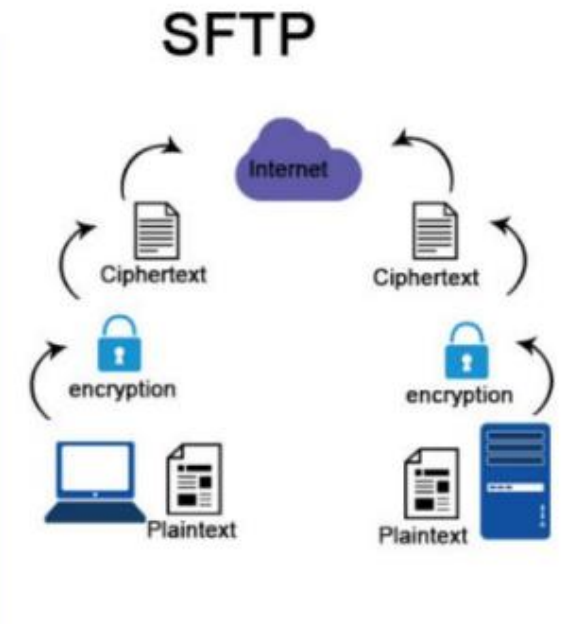 SFTP
Internet
Ciphertext
Ciphertext
encryption
encryption
Plaintext
Plaintext